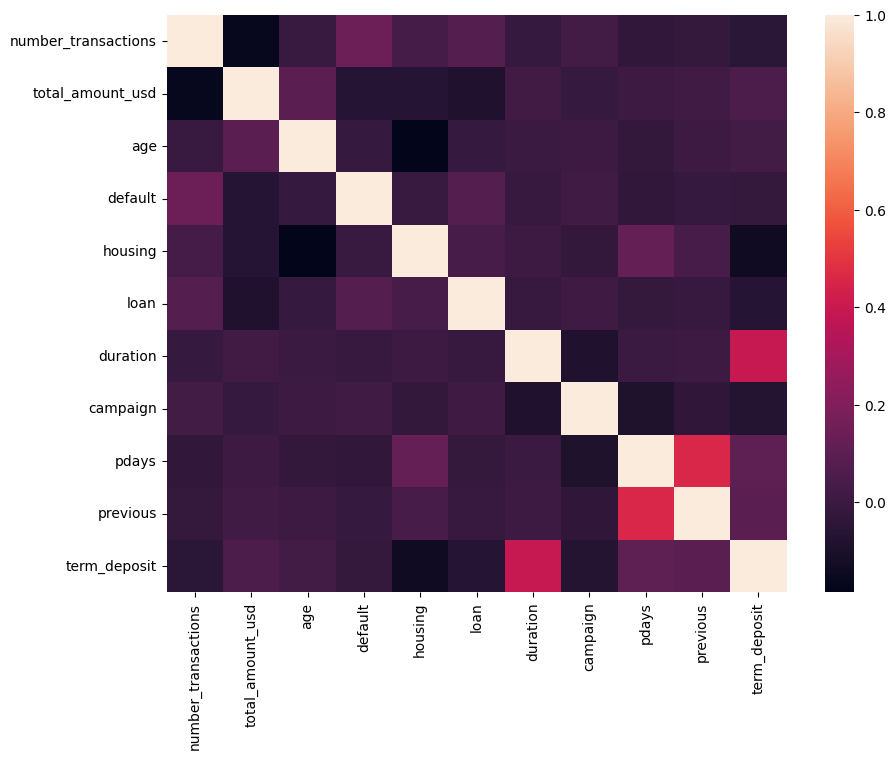 number_transactions
total_amount_usd
age
default
housing
loan
duration
campaign
pdays
previous
term_deposit
number_transactions
total_amount_usd
age
default
housing
loan
duration
campaign
pdays
previous
term_deposit
1.0
0.8
0.6
0.4
0.2
0.0